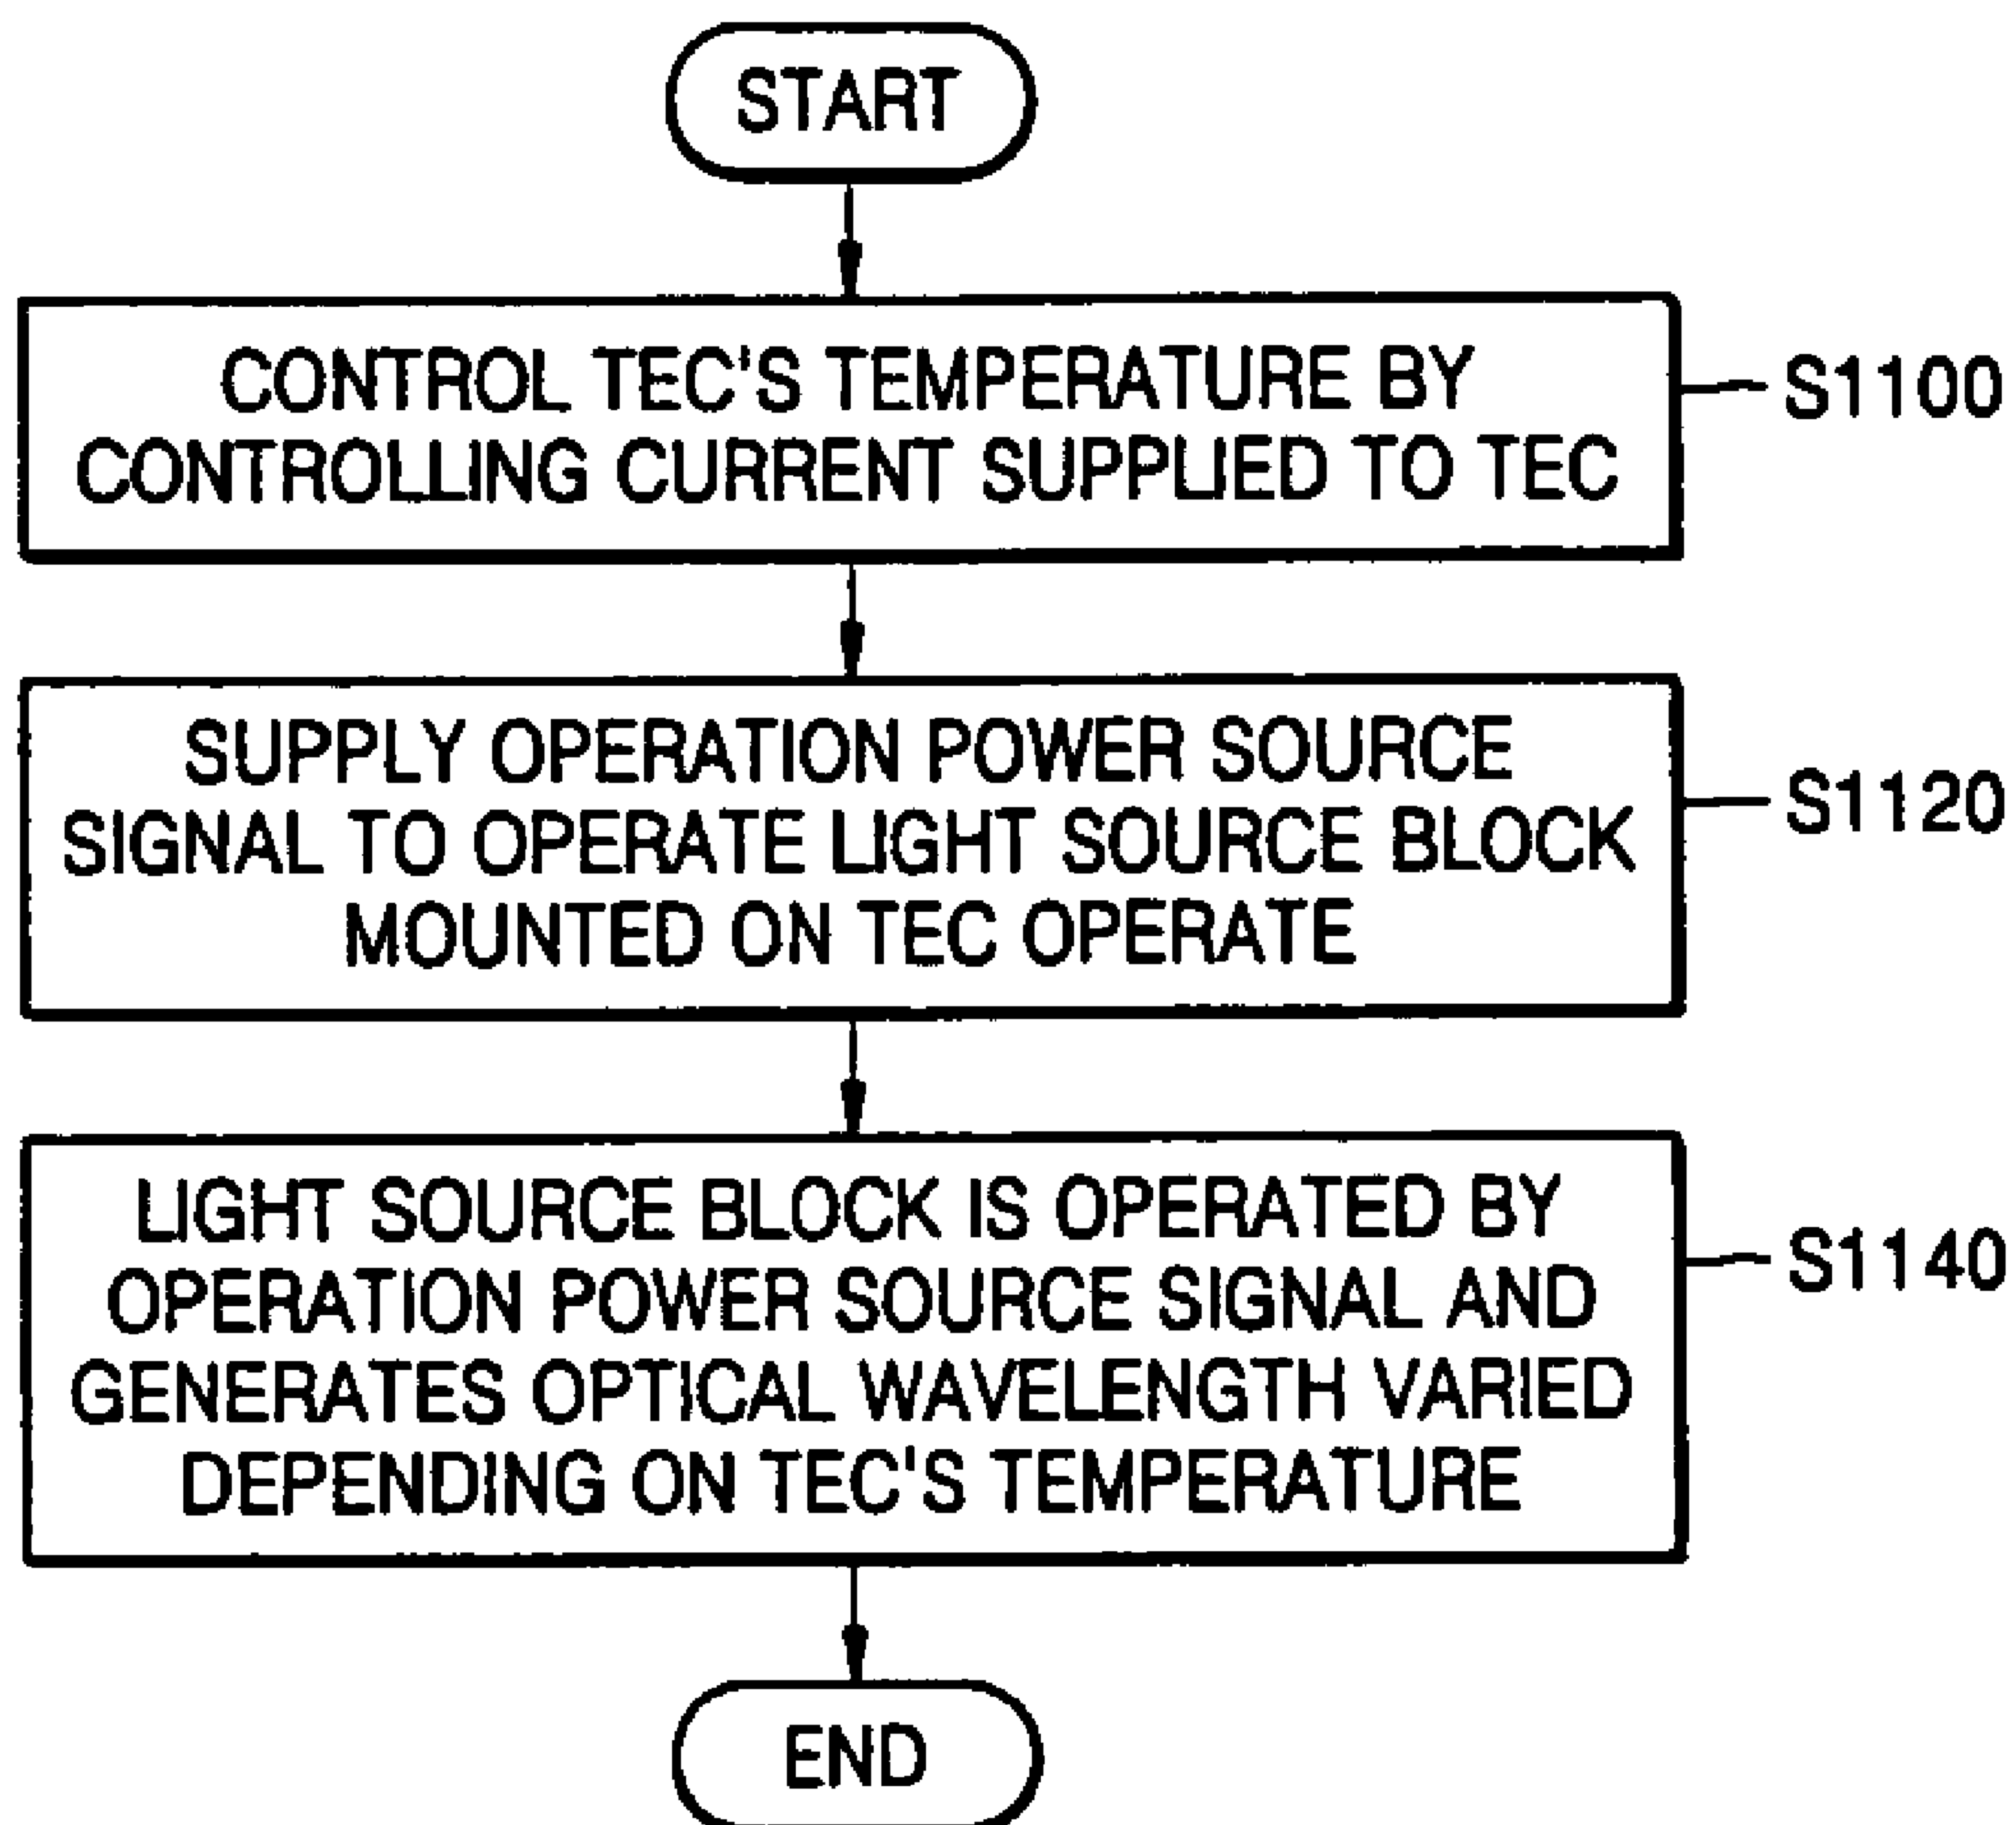 START
CONTROL TEC'S TEMPERATURE BY
CONTROLLING CURRENT SUPPLIED TO TEC
S1100
SUPPLY OPERATION POWER SOURCE
SIGNAL TO OPERATE LIGHT SOURCE BLOCK
MOUNTED ON TEC OPERATE
S1120
LIGHT SOURCE BLOCK IS OPERATED BY
OPERATION POWER SOURCE SIGNAL AND
GENERATES OPTICAL WAVELENGTH VARIED
DEPENDING ON TEC'S TEMPERATURE
S1140
END